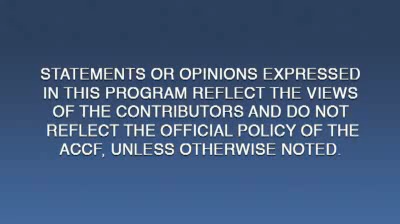 STATEMENTS OR OPINIONS EXPRESSED
IN THIS PROGRAM REFLECT THE VIEWS
OF THE CONTRIBUTORS AND DO NOT
REFLECT THE OFFICIAL POLICY OF THE
ACCF, UNLESS OTHERWISE NOTED.